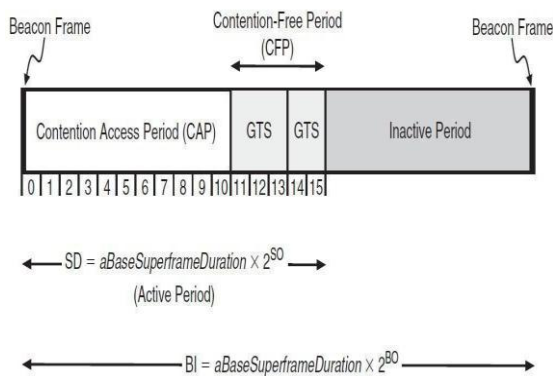 Contention-Free Period
(CFP)
Beacon Frame
Beacon Frame
Contention Access Period (CAP)
GTS
GTS
Inactive Period
0 1 2 3 4 5 6 7 8 9 10 11 12 13 14 15
SD = aBaseSuperframeDuration × 2^SO
(Active Period)
BI = aBaseSuperframeDuration × 2^BO